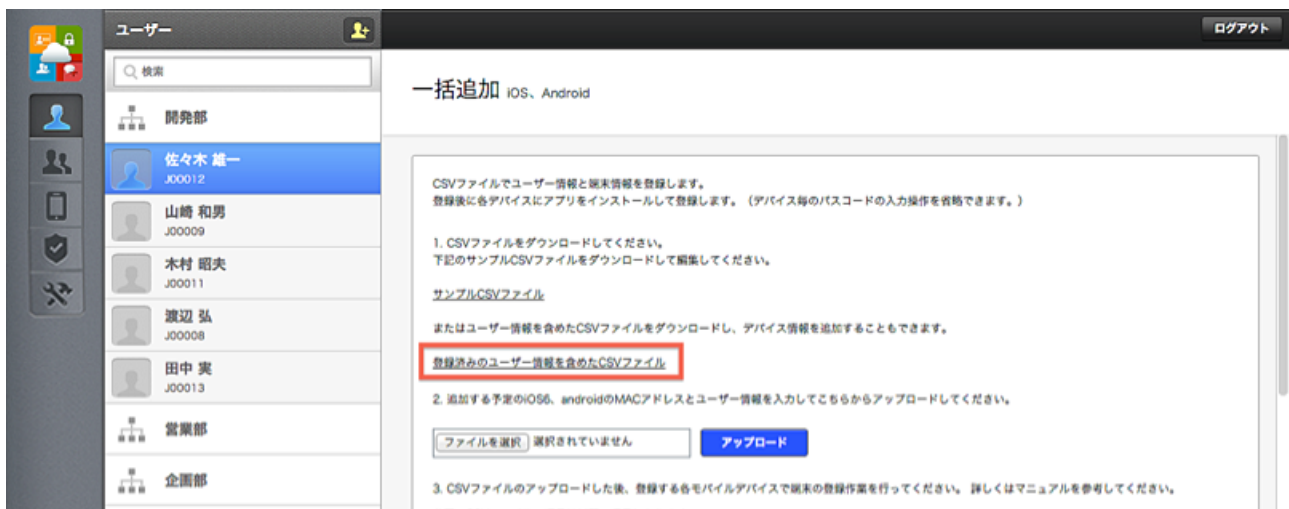 ユーザー
ログアウト
検索
開発部
佐々木 雄一
J00012
山崎 和男
J00009
木村 昭夫
J00011
渡辺 弘
J00008
田中 実
J00013
営業部
企画部
一括追加 iOS、Android
CSVファイルでユーザー情報と端末情報を登録します。
登録後に各デバイスにアプリをインストールして登録します。（デバイス毎のパスコードの入力操作を省略できます。）
1. CSVファイルをダウンロードしてください。
下記のサンプルCSVファイルをダウンロードして編集してください。
サンプルCSVファイル
またはユーザー情報を含めたCSVファイルをダウンロードし、デバイス情報を追加することもできます。
登録済みのユーザー情報を含めたCSVファイル
2. 追加する予定のiOS6、androidのMACアドレスとユーザー情報を入力してこちらからアップロードしてください。
ファイルを選択 選択されていません
アップロード
3. CSVファイルのアップロードした後、登録する各モバイルデバイスで端末の登録作業を行ってください。 詳しくはマニュアルを参考してください。